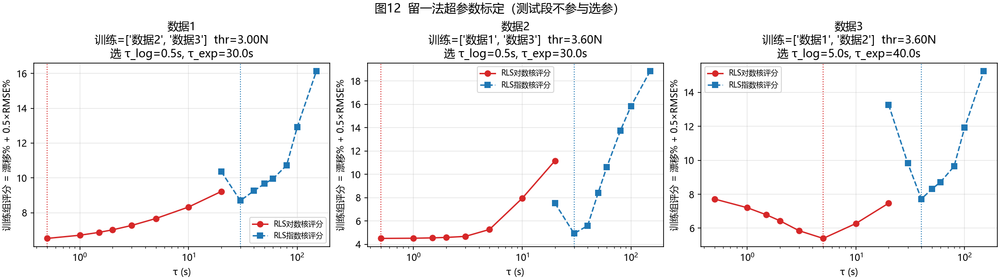 图12  留一法超参数标定（测试段不参与选参）
数据1
训练=['数据2', '数据3']  thr=3.00N
选 τ_log=0.5s, τ_exp=30.0s
训练组评分 = 漂移% + 0.5×RMSE%
16
14
12
10
8
RLS对数核评分
RLS指数核评分
10⁰
10¹
10²
τ (s)
数据2
训练=['数据1', '数据3']  thr=3.60N
选 τ_log=0.5s, τ_exp=30.0s
训练组评分 = 漂移% + 0.5×RMSE%
RLS对数核评分
RLS指数核评分
18
16
14
12
10
8
6
4
10⁰
10¹
10²
τ (s)
数据3
训练=['数据1', '数据2']  thr=3.60N
选 τ_log=5.0s, τ_exp=40.0s
训练组评分 = 漂移% + 0.5×RMSE%
RLS对数核评分
RLS指数核评分
14
12
10
8
6
10⁰
10¹
10²
τ (s)